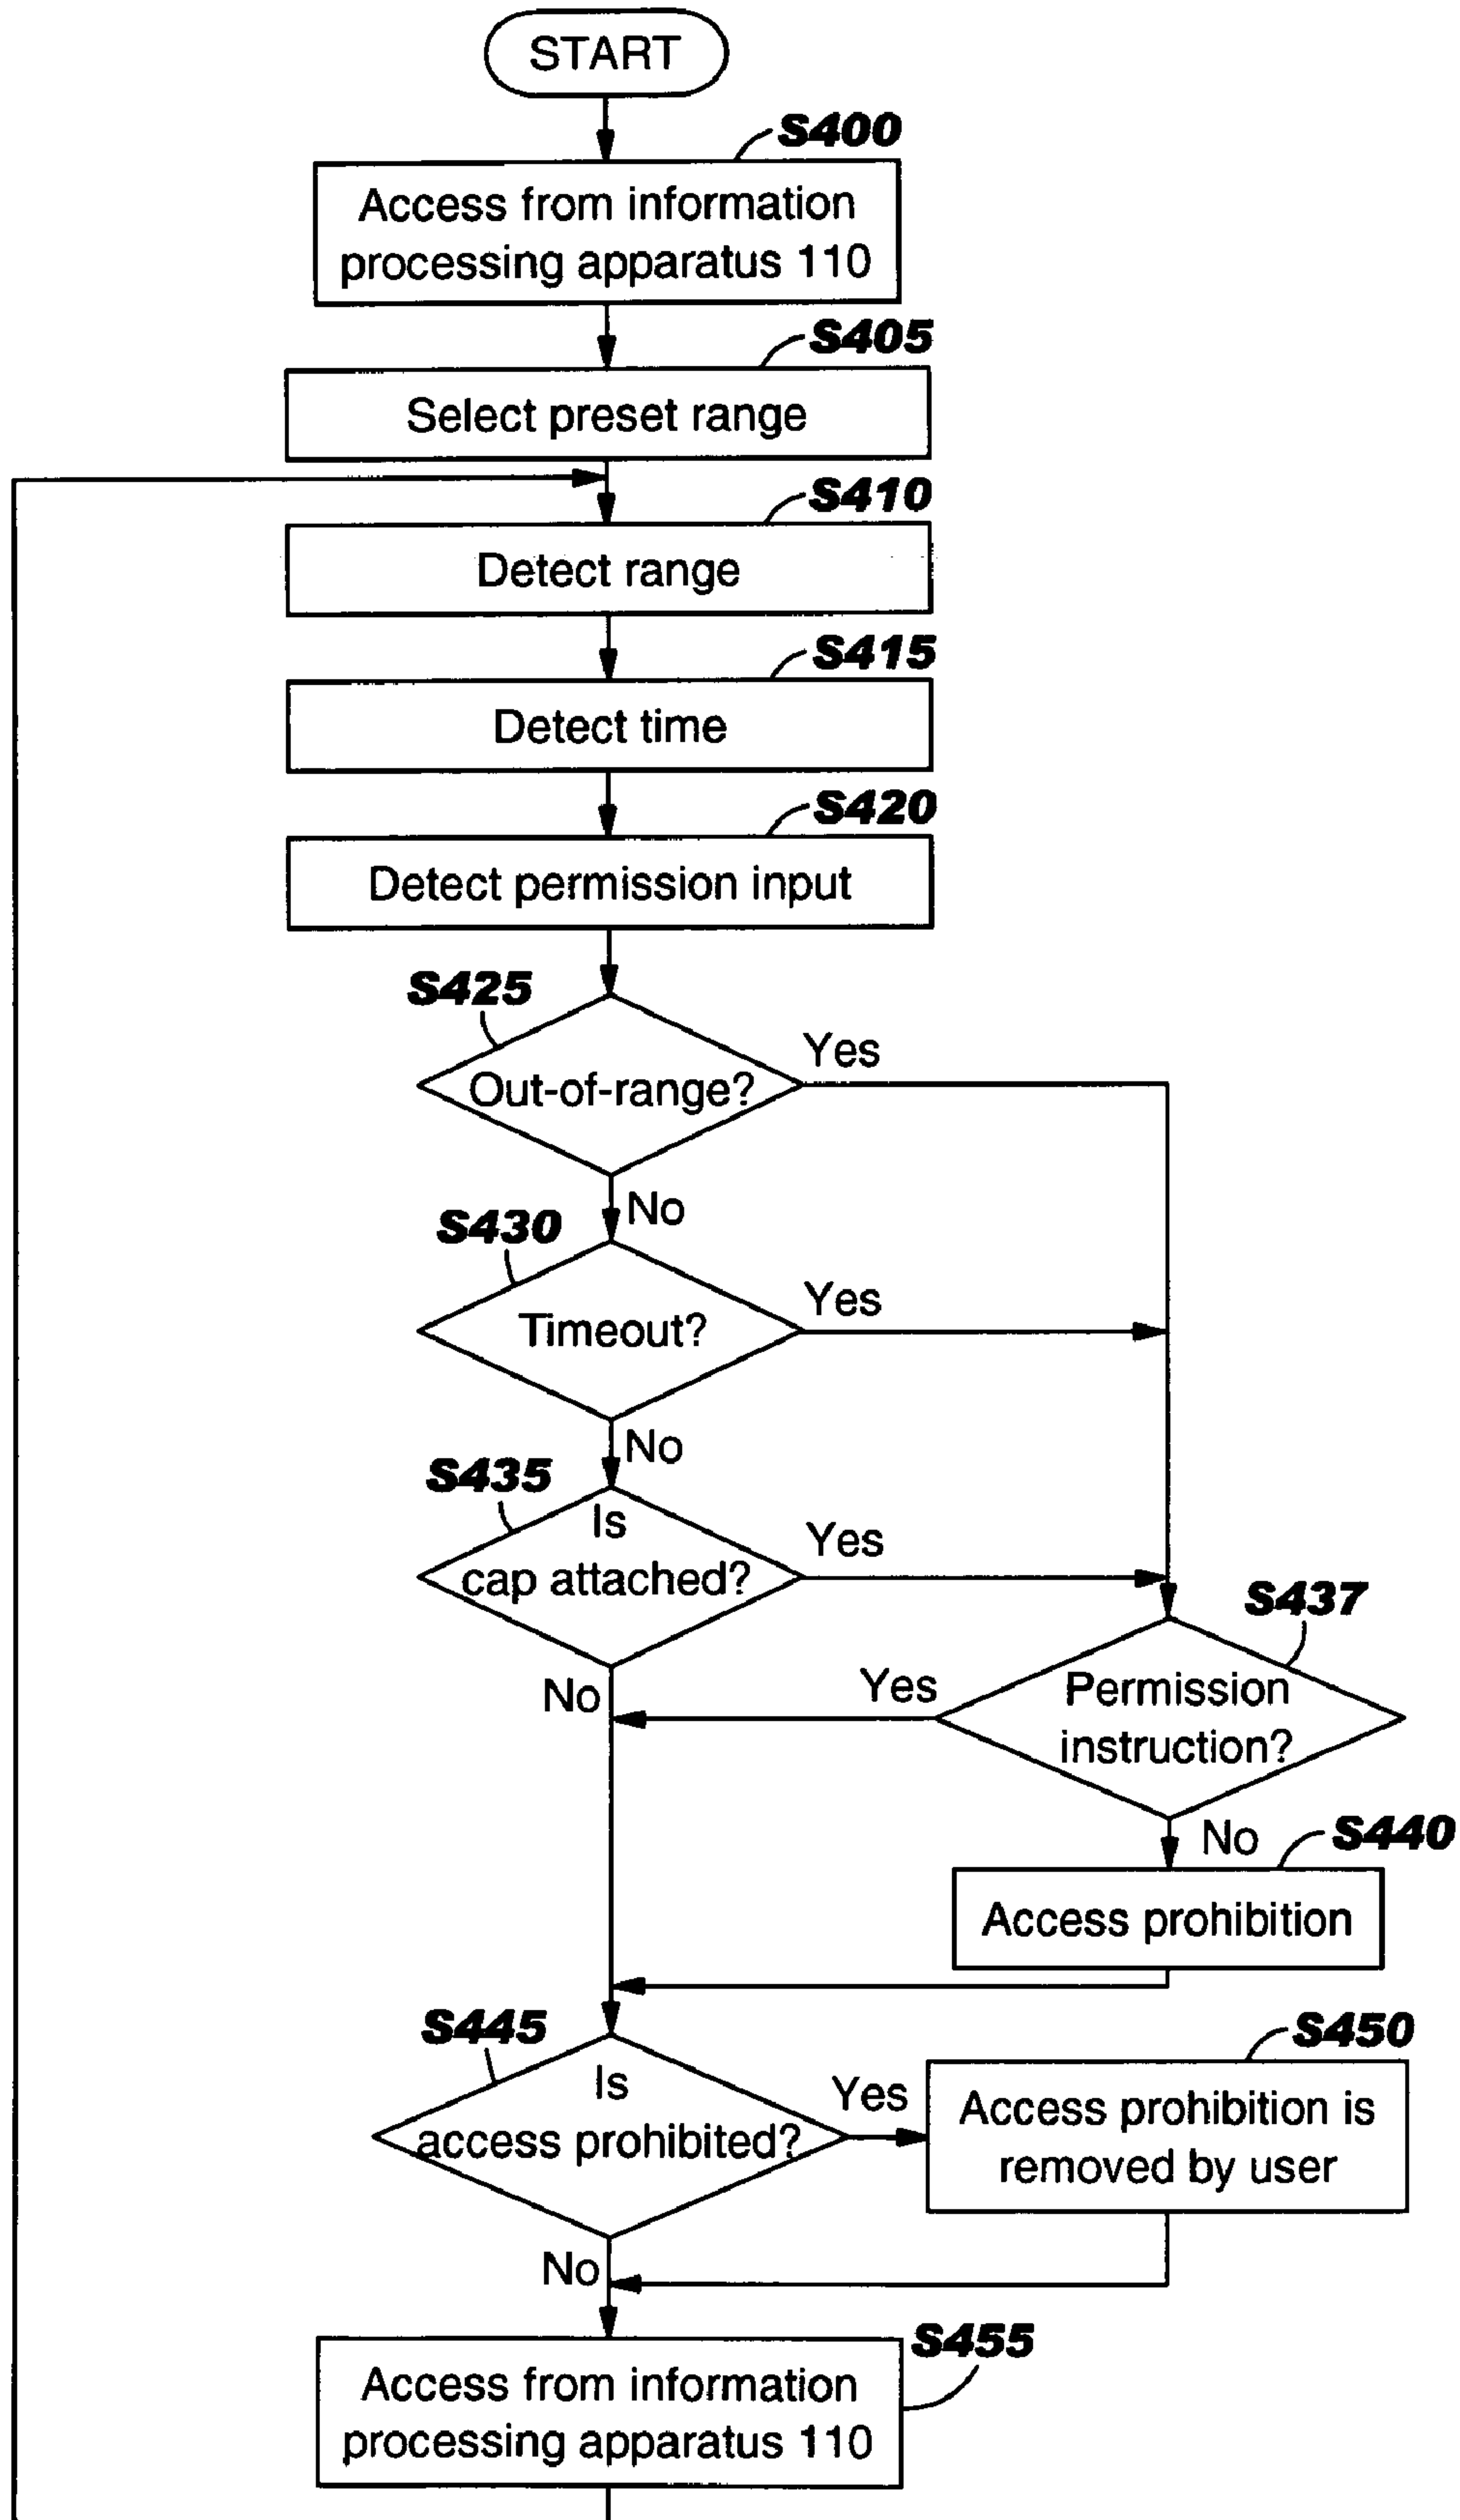 START
S400
Access from information
processing apparatus 110
S405
Select preset range
S410
Detect range
S415
Detect time
S420
Detect permission input
S425
Yes
Out-of-range?
No
S430
Yes
Timeout?
No
S435
Is
cap attached?
Yes
S437
No
Yes
Permission
instruction?
No
S440
Access prohibition
S445
S450
Is
access prohibited?
Yes
Access prohibition is
removed by user
No
S455
Access from information
processing apparatus 110